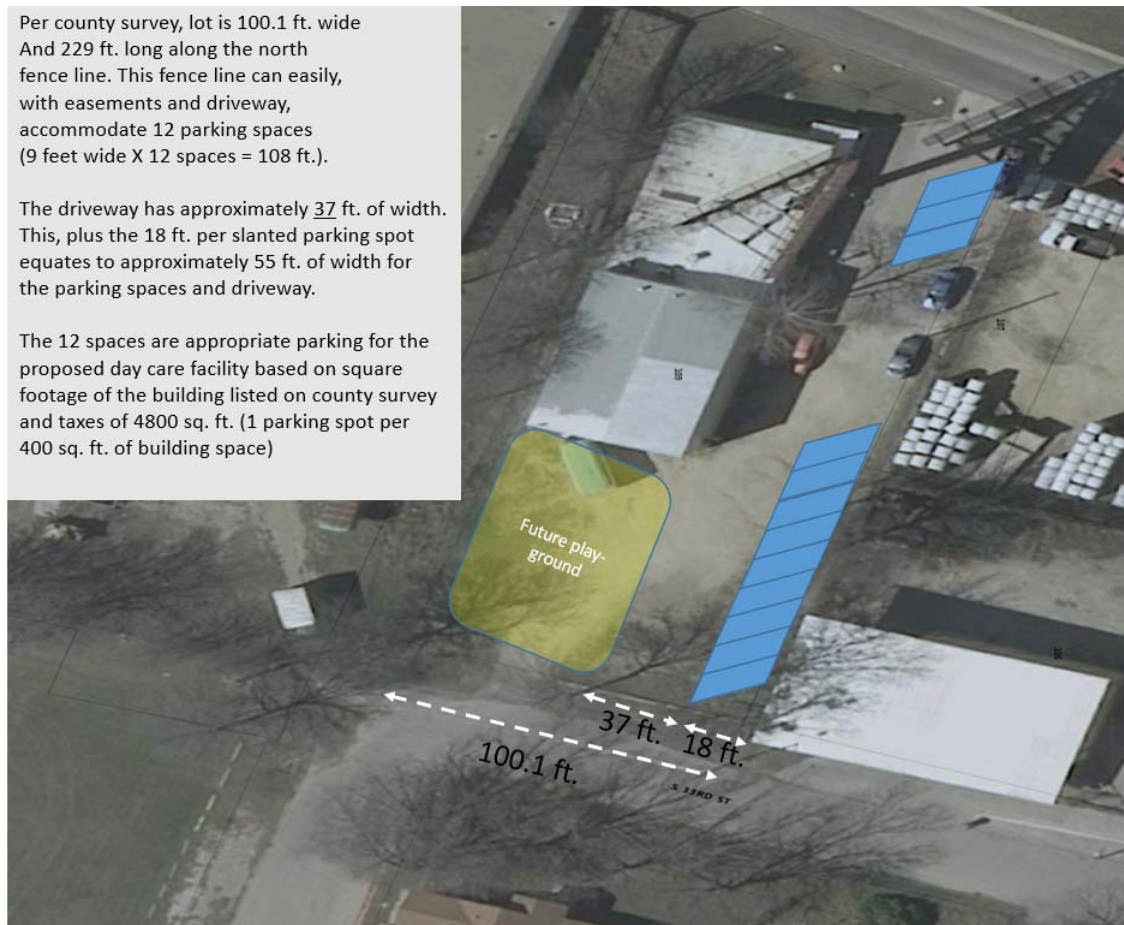 Per county survey, lot is 100.1 ft. wide
And 229 ft. long along the north
fence line. This fence line can easily,
with easements and driveway,
accommodate 12 parking spaces
(9 feet wide X 12 spaces = 108 ft.).
The driveway has approximately 37 ft. of width.
This, plus the 18 ft. per slanted parking spot
equates to approximately 55 ft. of width for
the parking spaces and driveway.
The 12 spaces are appropriate parking for the
proposed day care facility based on square
footage of the building listed on county survey
and taxes of 4800 sq. ft. (1 parking spot per
400 sq. ft. of building space)
107
109
Future play-
ground
106
37 ft.
18 ft.
100.1 ft.
S 33RD ST